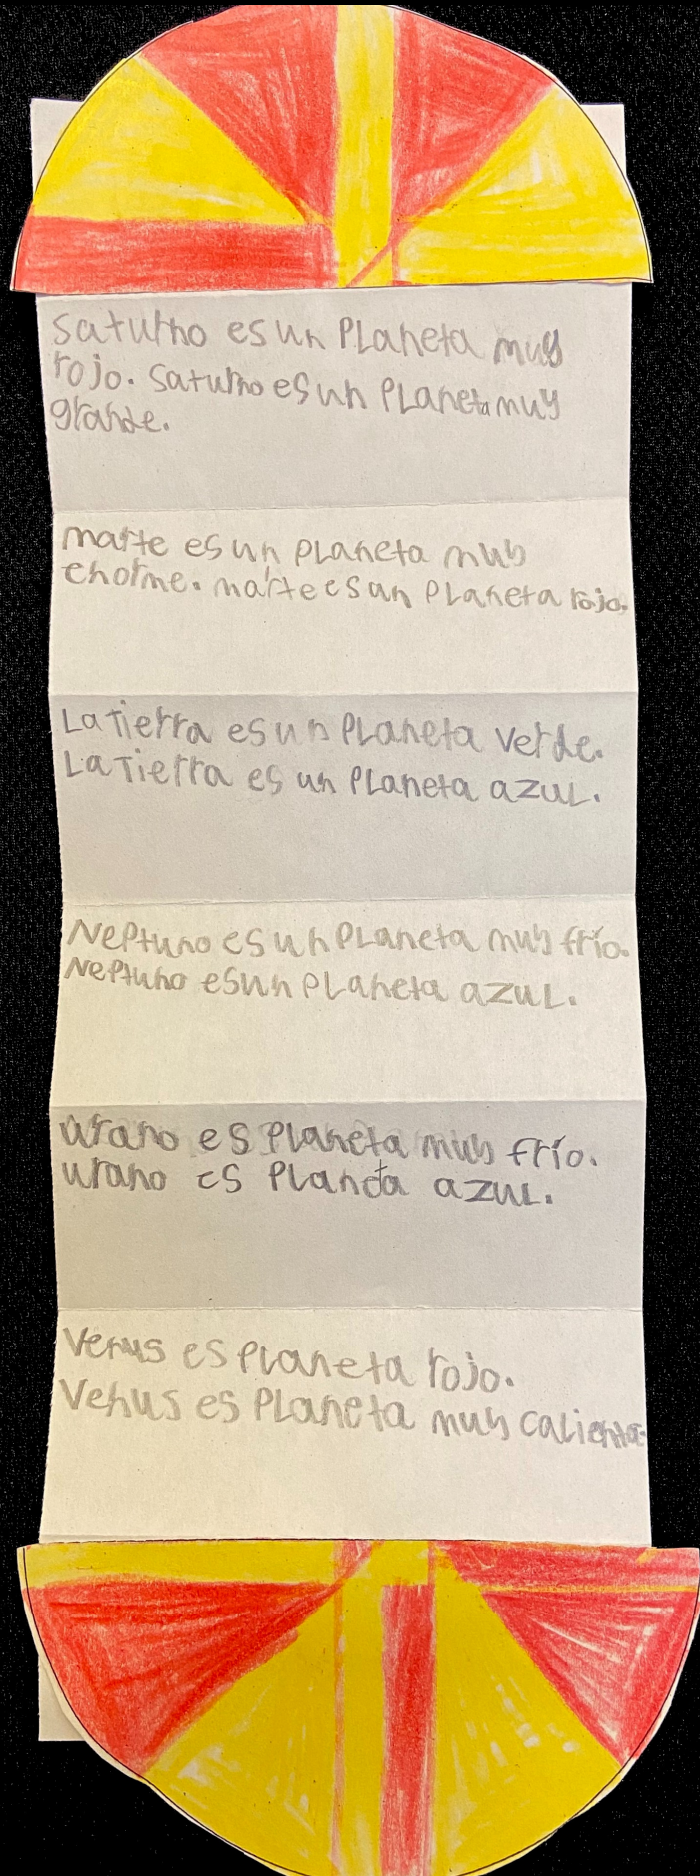 Saturno es un PLaneta muy
rojo. Saturno es un PLaneta muy
grande.
marte es un PLaneta muy
enorme. marte es un PLaneta rojo.
La Tierra es un PLaneta verde.
La Tierra es un PLaneta azuL.
NePtuno es un PLaneta muy frío.
NePtuno es un PLaneta azuL.
urano es PLaneta muy frío.
urano es PLaneta azuL.
Venus es PLaneta rojo.
Venus es PLaneta muy caliente.